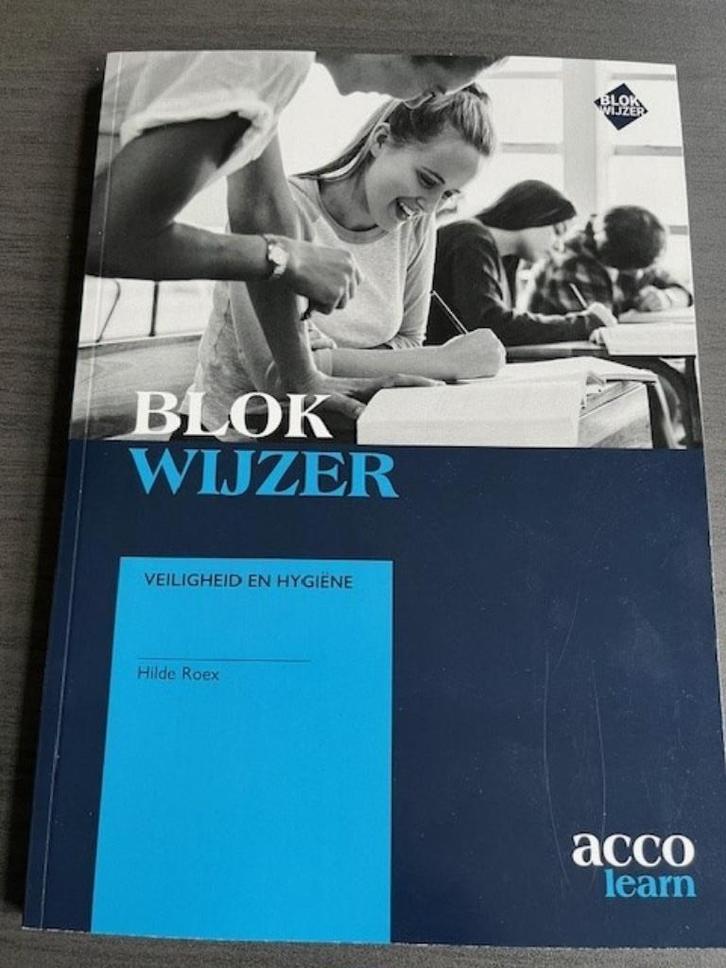 BLOK
WIJZER
BLOK
WIJZER
VEILIGHEID EN HYGIËNE
Hilde Roex
acco
learn